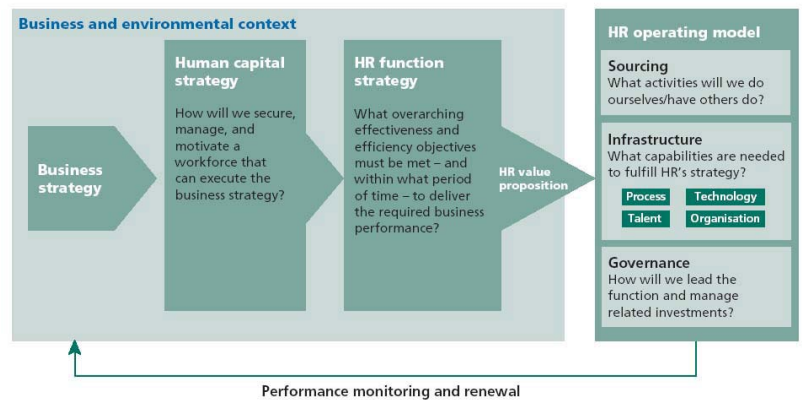 Business and environmental context
Business
strategy
Human capital
strategy
How will we secure,
manage, and
motivate a
workforce that
can execute the
business strategy?
HR function
strategy
What overarching
effectiveness and
efficiency objectives
must be met – and
within what period
of time – to deliver
the required business
performance?
HR value
proposition
HR operating model
Sourcing
What activities will we do
ourselves/have others do?
Infrastructure
What capabilities are needed
to fulfill HR's strategy?
Process
Technology
Talent
Organisation
Governance
How will we lead the
function and manage
related investments?
Performance monitoring and renewal